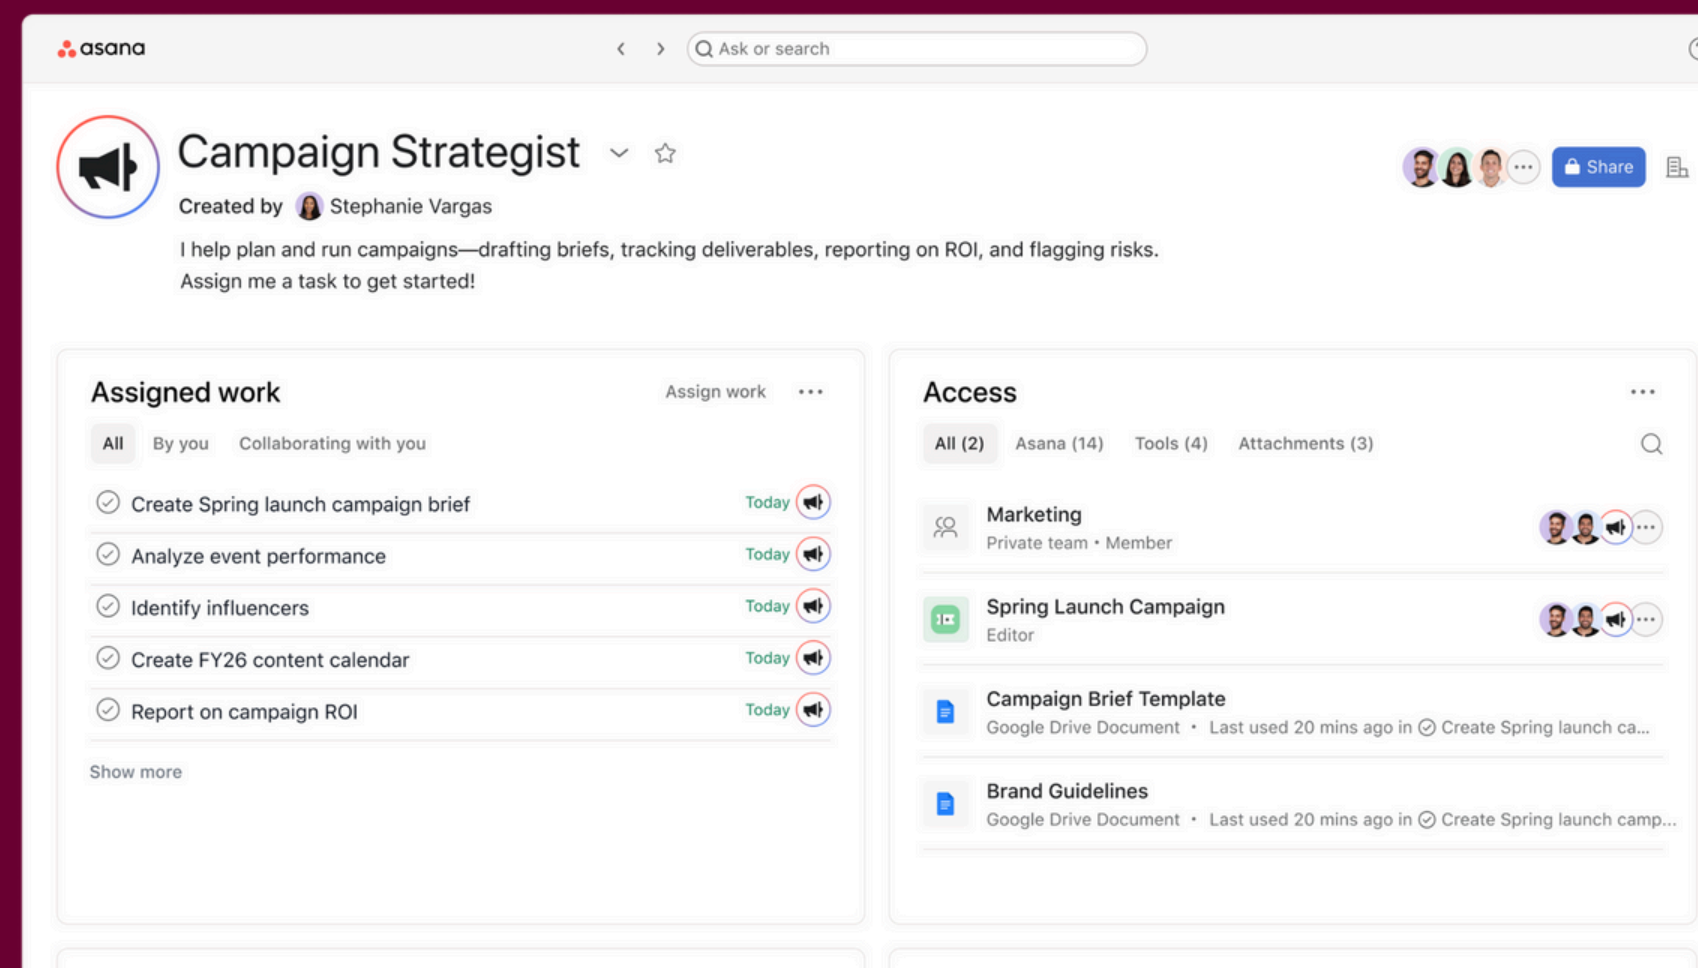 asana
Ask or search
Campaign Strategist
Share
Created by Stephanie Vargas
I help plan and run campaigns—drafting briefs, tracking deliverables, reporting on ROI, and flagging risks.
Assign me a task to get started!
Assigned work
Assign work
All By you Collaborating with you
Create Spring launch campaign brief Today
Analyze event performance Today
Identify influencers Today
Create FY26 content calendar Today
Report on campaign ROI Today
Show more
Access
All (2) Asana (14) Tools (4) Attachments (3)
Marketing
Private team • Member
Spring Launch Campaign
Editor
Campaign Brief Template
Google Drive Document • Last used 20 mins ago in Create Spring launch ca...
Brand Guidelines
Google Drive Document • Last used 20 mins ago in Create Spring launch camp...